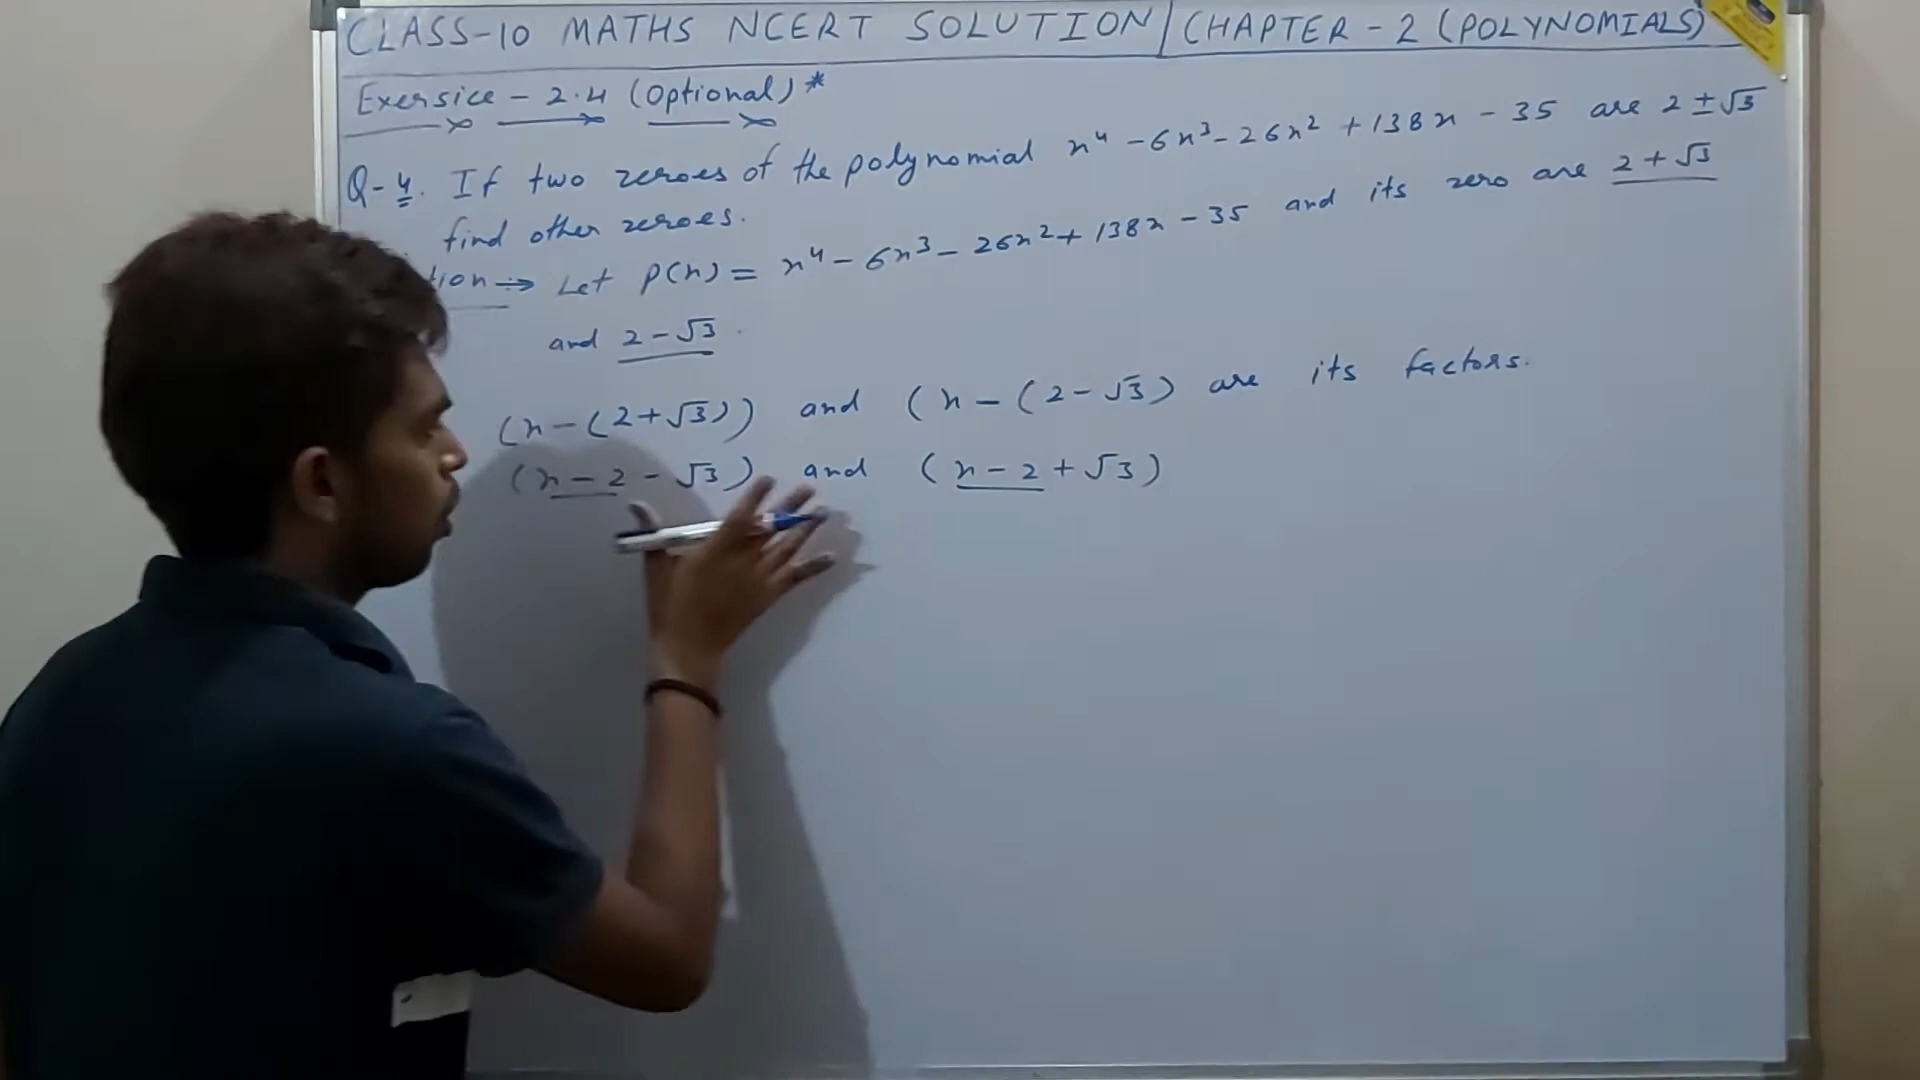 CLASS-10 MATHS NCERT SOLUTION | CHAPTER - 2 (POLYNOMIALS)
Exersice - 2.4 (Optional)*
Q-4. If two zeroes of the polynomial x⁴ - 6x³ - 26x² + 138x - 35 are 2 ± √3
find other zeroes.
tion → Let p(x) = x⁴ - 6x³ - 26x² + 138x - 35 and its zero are 2 + √3
and 2 - √3.
(x - (2 + √3)) and (x - (2 - √3) are its factors.
(x - 2 - √3) and (x - 2 + √3)